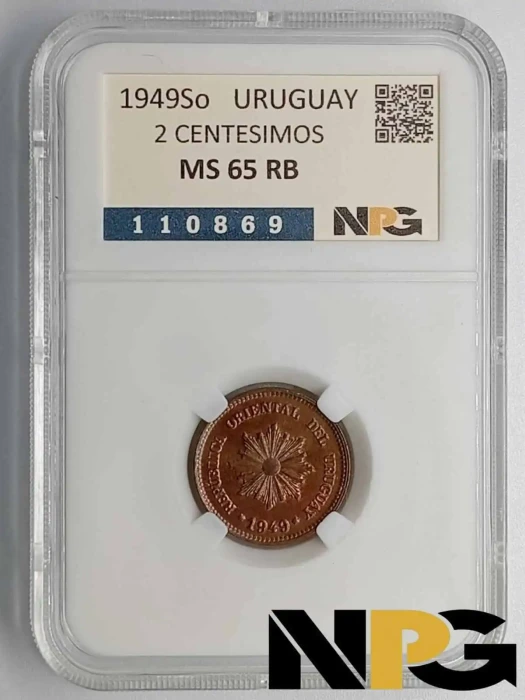 1949So URUGUAY
2 CENTESIMOS
MS 65 RB
110869
NPG
REPUBLICA ORIENTAL DEL URUGUAY
1949
NPG